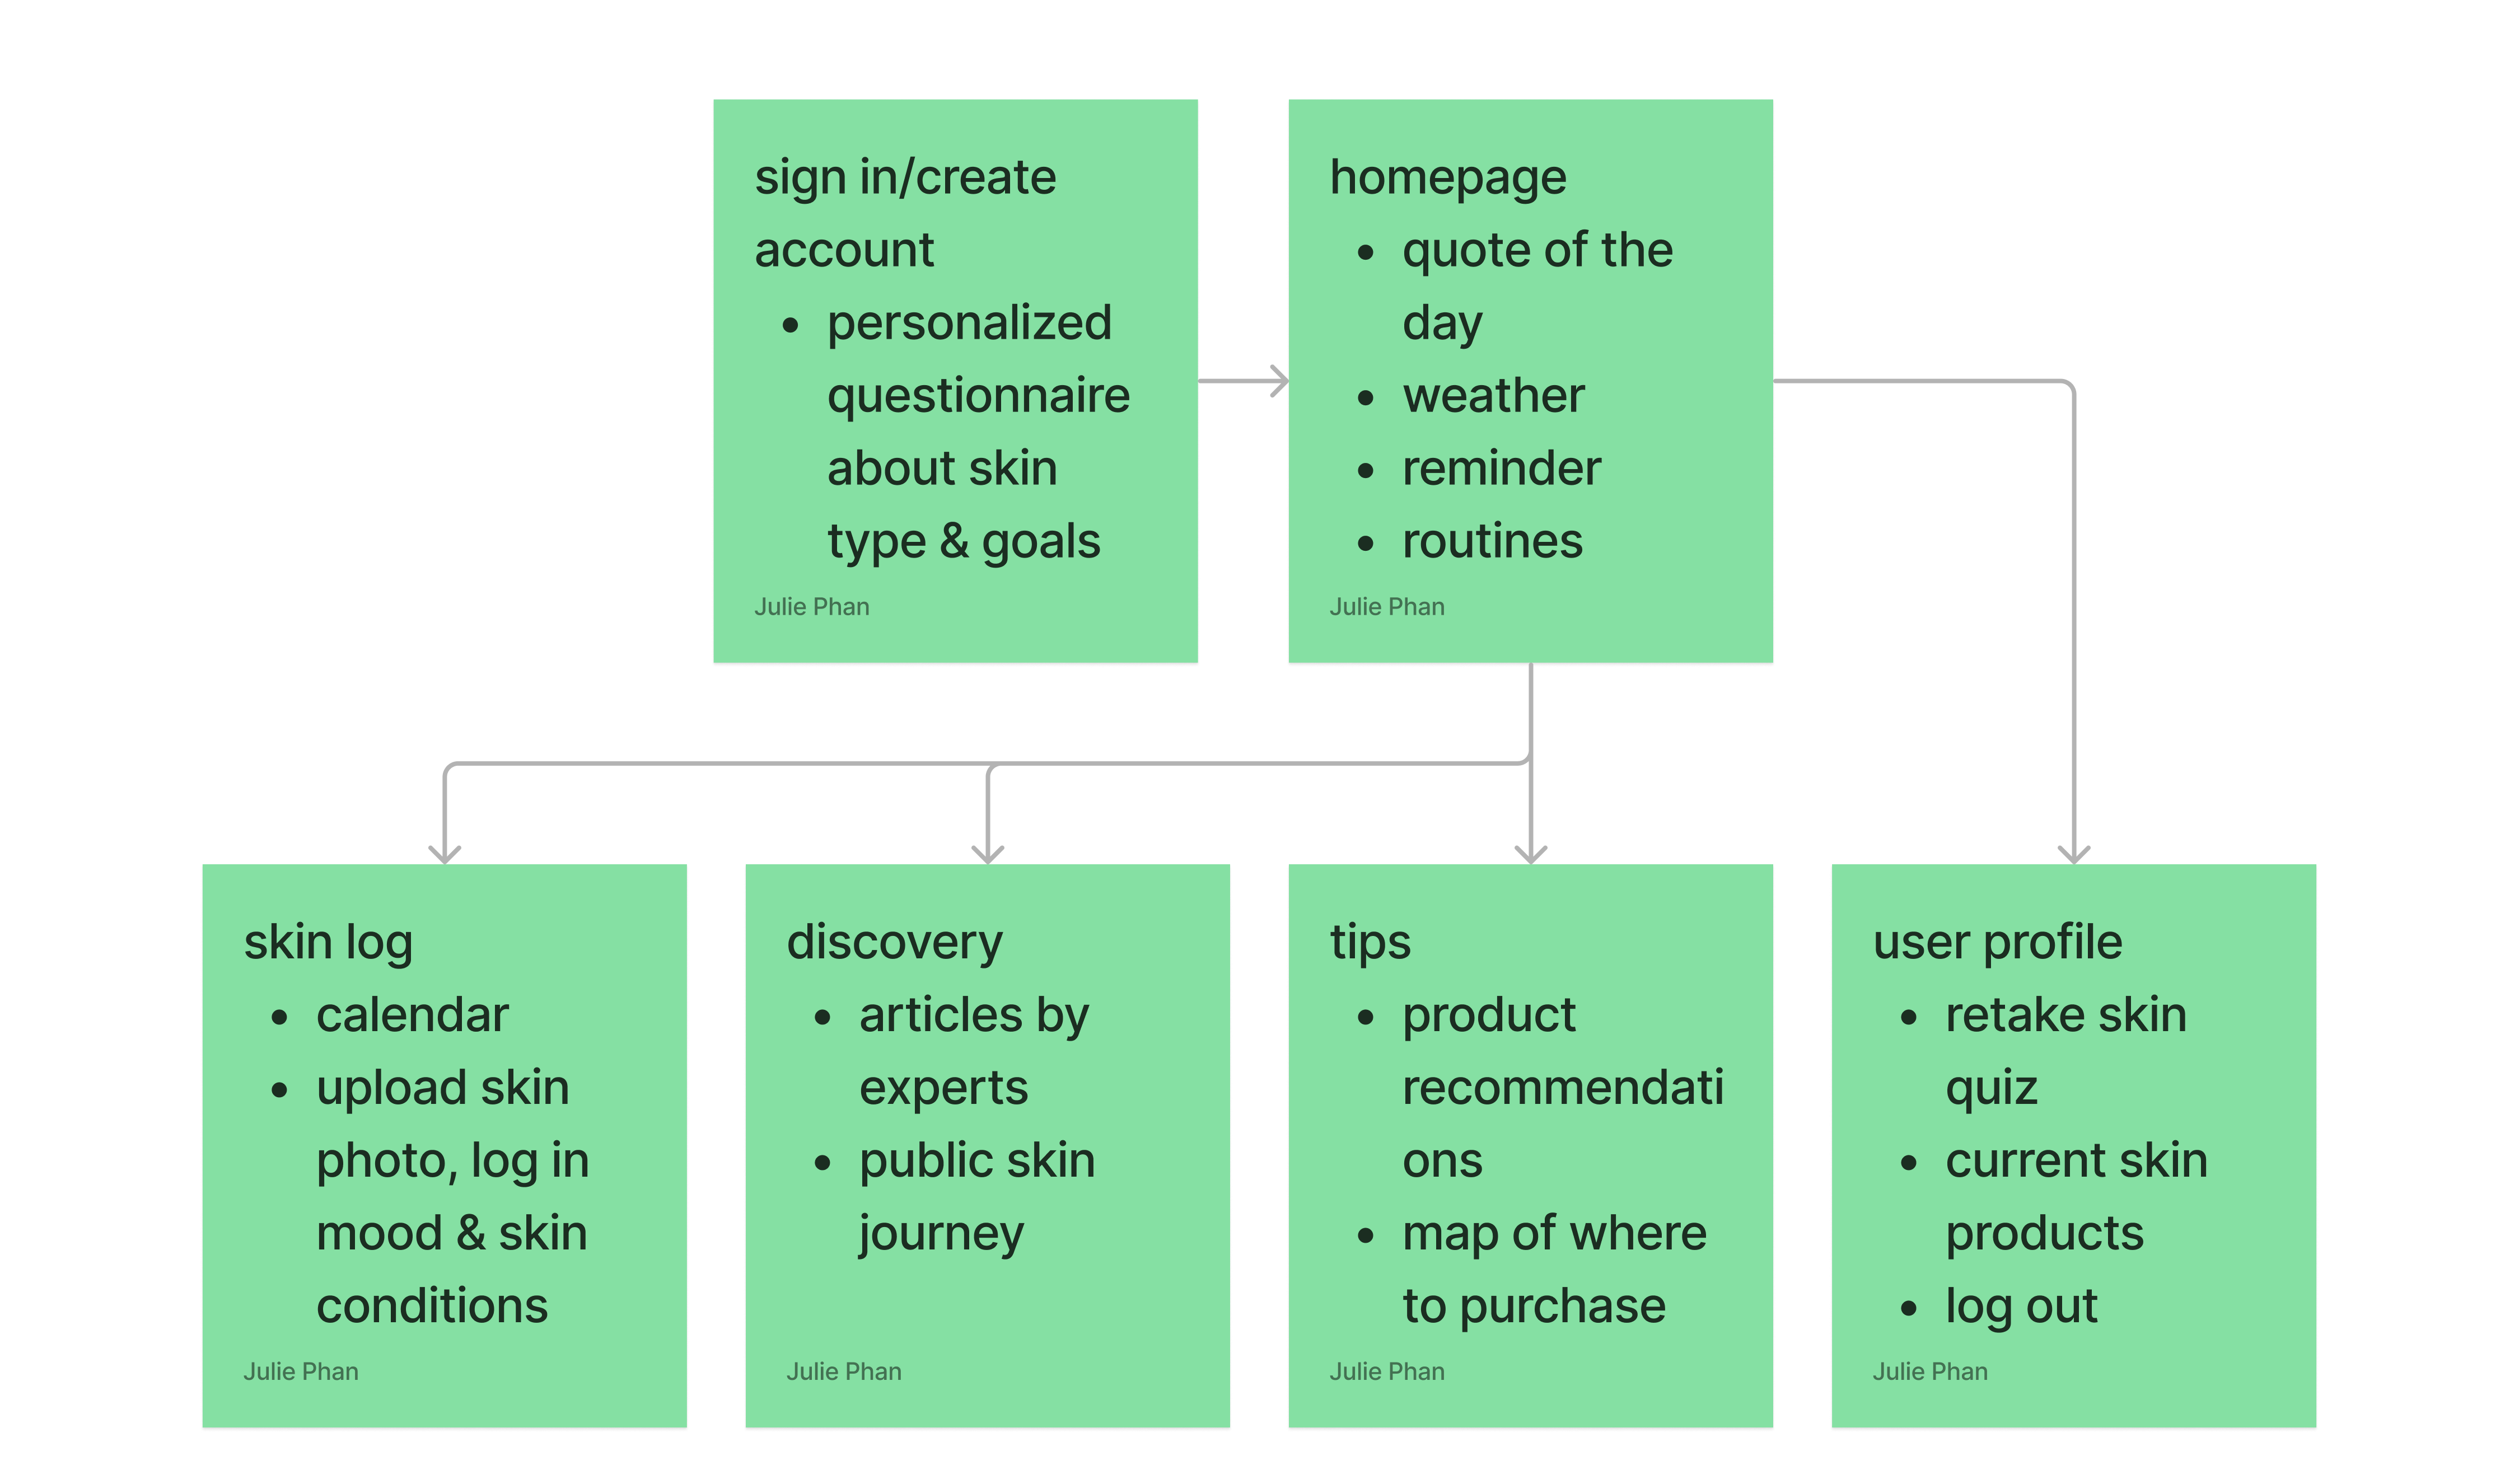 sign in/create
account
• personalized
questionnaire
about skin
type & goals
Julie Phan
homepage
• quote of the
day
• weather
• reminder
• routines
Julie Phan
skin log
• calendar
• upload skin
photo, log in
mood & skin
conditions
Julie Phan
discovery
• articles by
experts
• public skin
journey
Julie Phan
tips
• product
recommendati
ons
• map of where
to purchase
Julie Phan
user profile
• retake skin
quiz
• current skin
products
• log out
Julie Phan